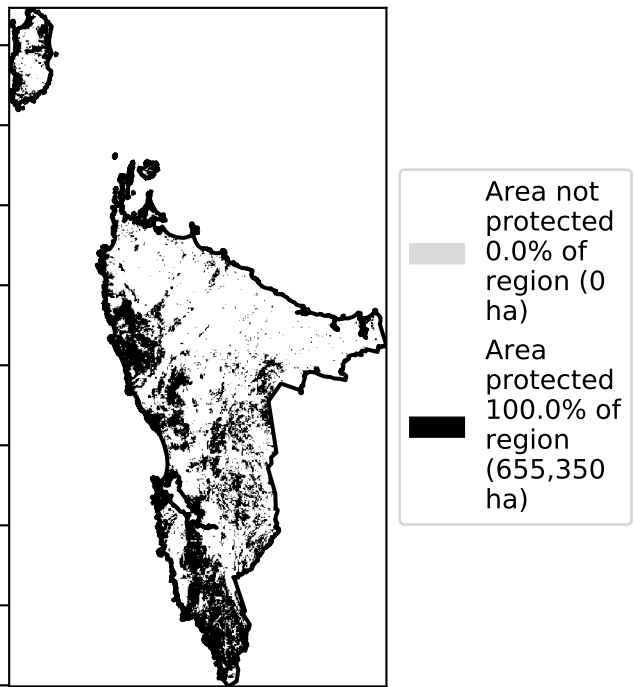 Area not
protected
0.0% of
region (0
ha)
Area
protected
100.0% of
region
(655,350
ha)